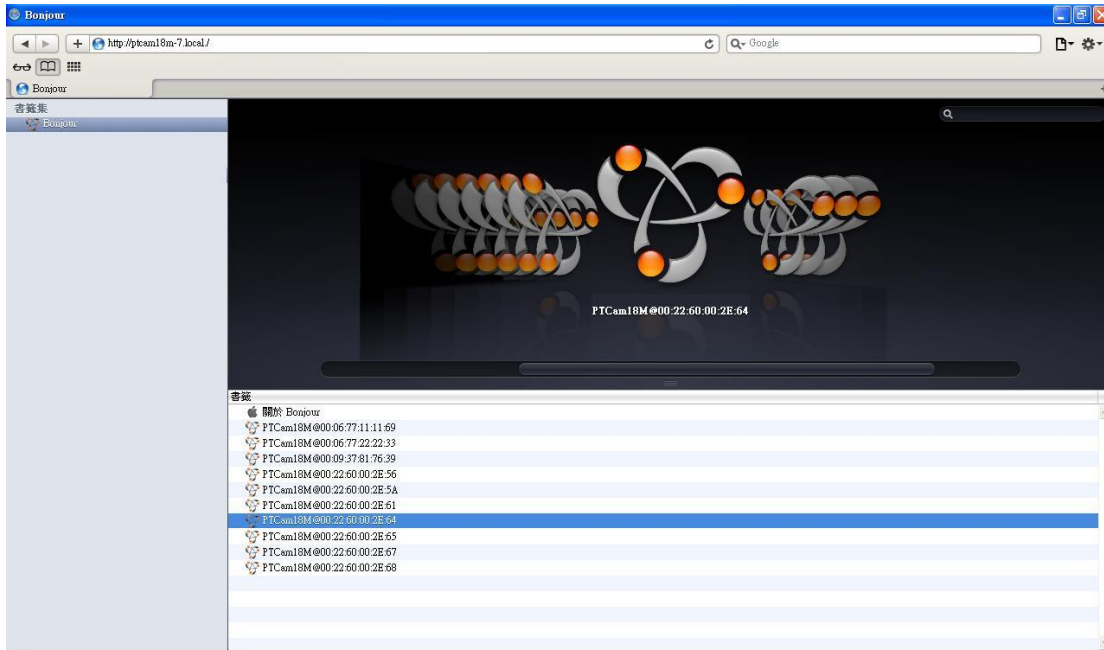 Bonjour
http://ptcam18m-7.local/
Google
Bonjour
書籤集
Bonjour
PTCam18M@00:22:60:00:2E:64
書籤
關於 Bonjour
PTCam18M@00:06:77:11:11:69
PTCam18M@00:06:77:22:22:33
PTCam18M@00:09:37:81:76:39
PTCam18M@00:22:60:00:2E:56
PTCam18M@00:22:60:00:2E:5A
PTCam18M@00:22:60:00:2E:61
PTCam18M@00:22:60:00:2E:64
PTCam18M@00:22:60:00:2E:65
PTCam18M@00:22:60:00:2E:67
PTCam18M@00:22:60:00:2E:68